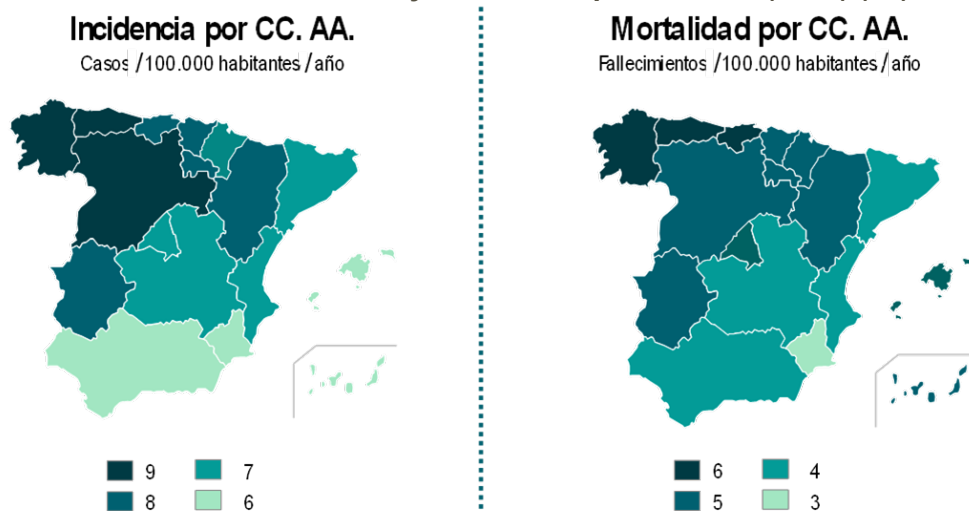 Incidencia por CC. AA.
Casos /100.000 habitantes/año
9
7
8
6
Mortalidad por CC. AA.
Fallecimientos /100.000 habitantes/año
6
4
5
3